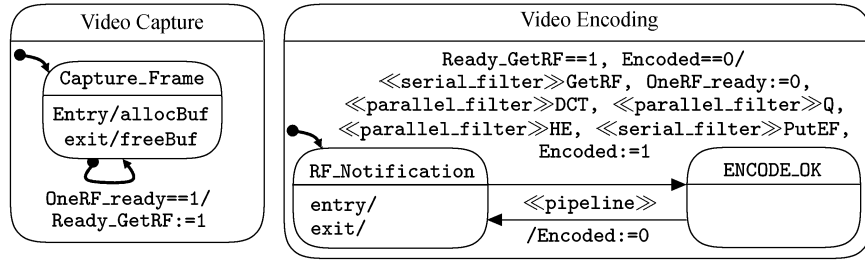 Video Capture
Capture_Frame
Entry/allocBuf
exit/freeBuf
OneRF_ready==1/
Ready_GetRF:=1
Video Encoding
Ready_GetRF==1, Encoded==0/
≪serial_filter≫GetRF, OneRF_ready:=0,
≪parallel_filter≫DCT, ≪parallel_filter≫Q,
≪parallel_filter≫HE, ≪serial_filter≫PutEF,
Encoded:=1
RF_Notification
entry/
exit/
ENCODE_OK
≪pipeline≫
/Encoded:=0